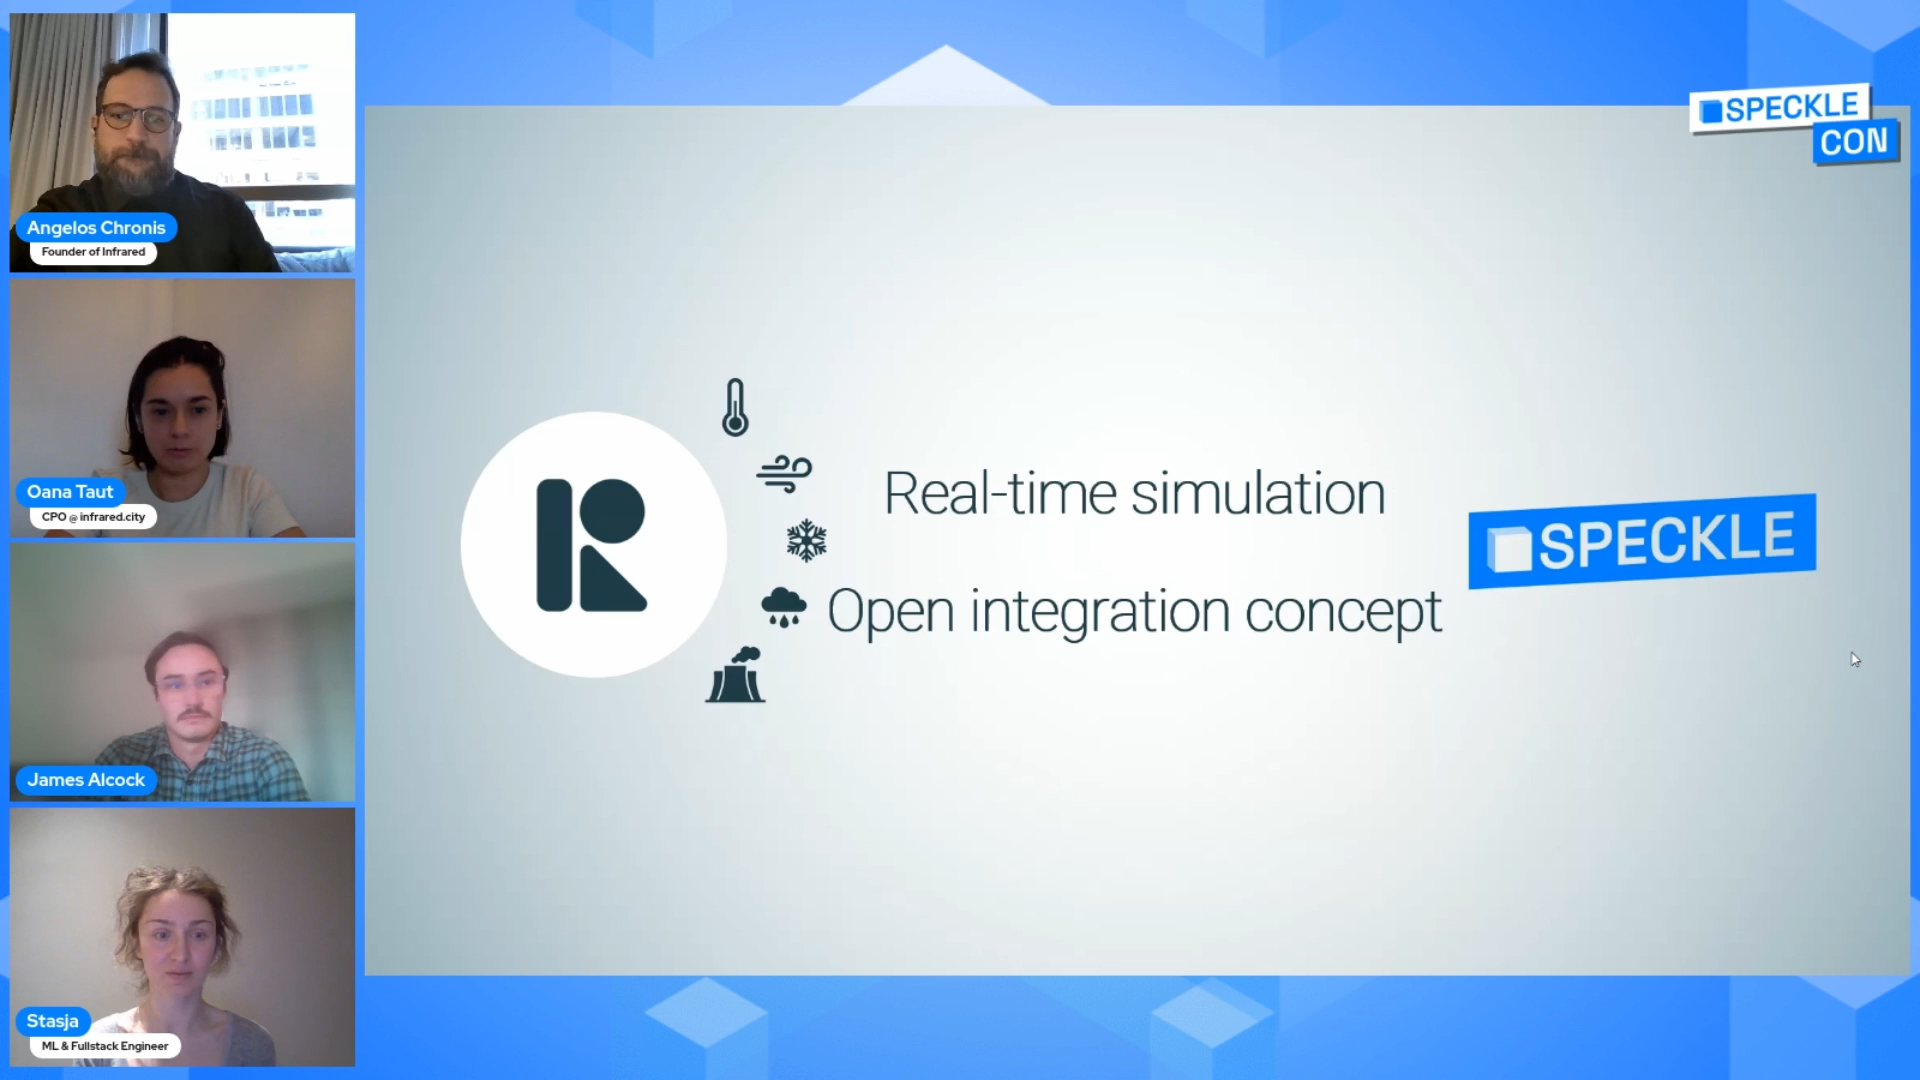 Angelos Chronis
Founder of Infrared
Oana Taut
CPO @ infrared.city
James Alcock
Stasja
ML & Fullstack Engineer
SPECKLE
CON
Real-time simulation
Open integration concept
SPECKLE